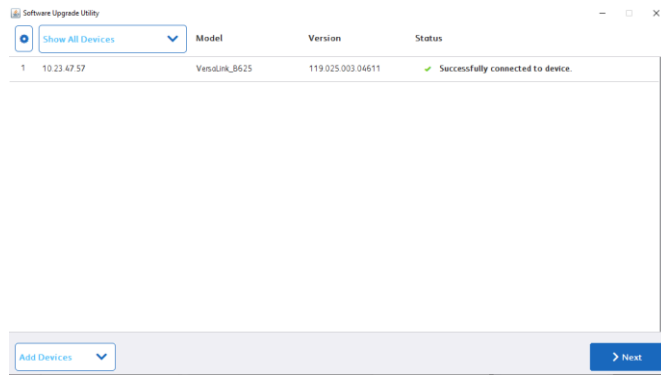 Software Upgrade Utility
Show All Devices Model Version Status
1 10.23.47.57 VersaLink_B625 119.025.003.04611 Successfully connected to device.
Add Devices Next